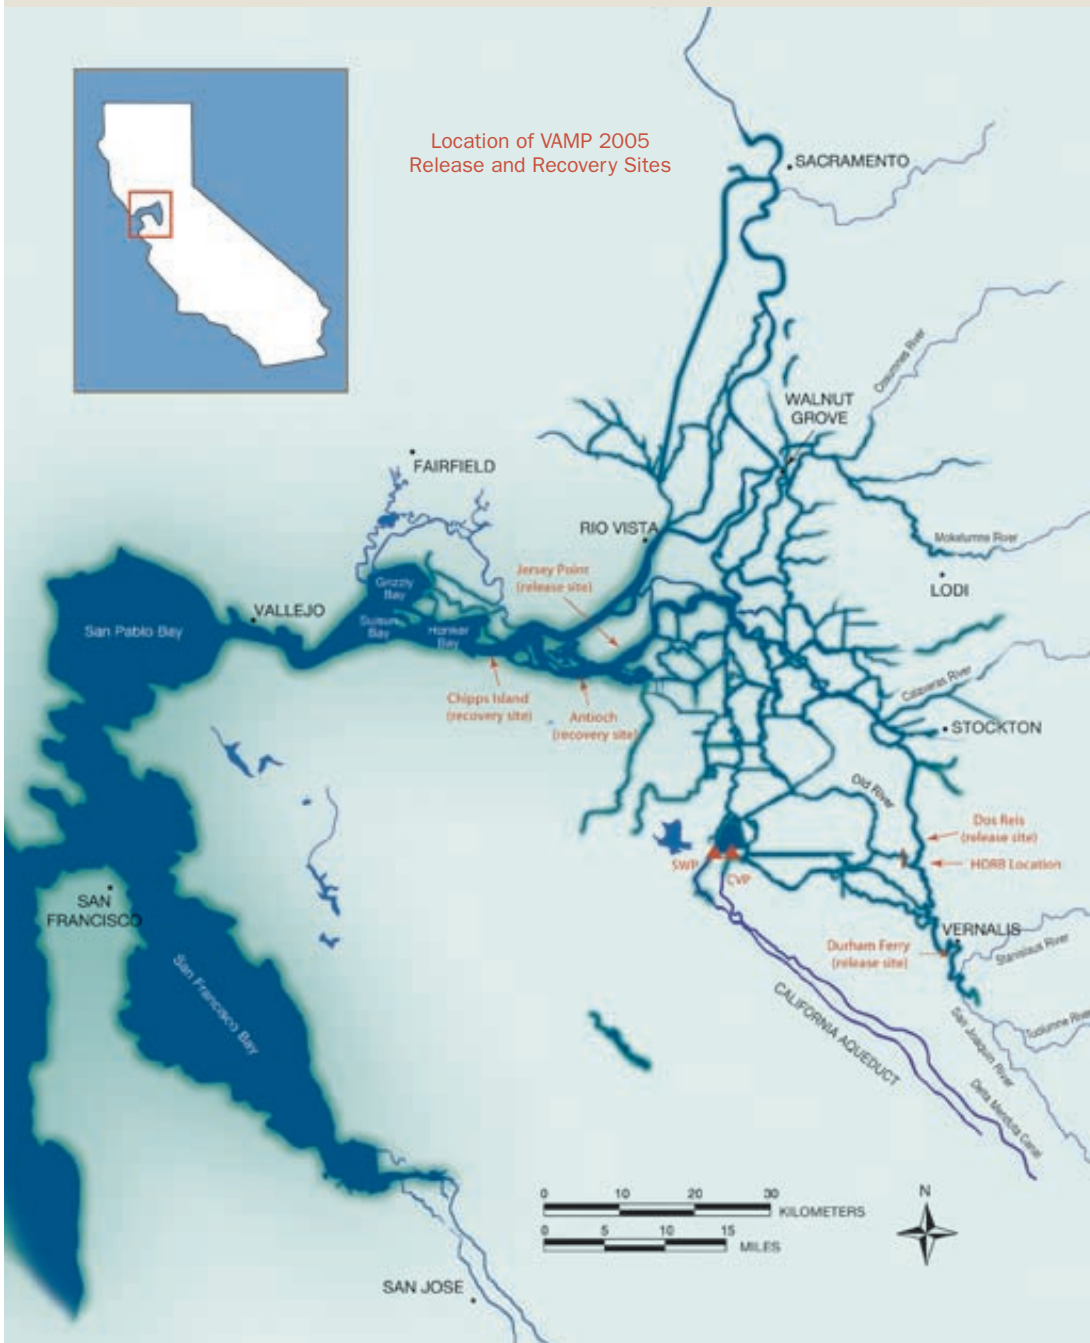 Location of VAMP 2005
Release and Recovery Sites
SACRAMENTO
Cosumnes River
WALNUT
GROVE
FAIRFIELD
RIO VISTA
Mokelumne River
Jersey Point
(release site)
Grizzly
Bay
LODI
VALLEJO
San Pablo Bay
Suisun
Bay
Honker
Bay
Calaveras River
Chipps Island
(recovery site)
Antioch
(recovery site)
STOCKTON
Old River
Dos Reis
(release site)
SWP
CVP
HORB Location
SAN
FRANCISCO
VERNALIS
Durham Ferry
(release site)
Stanislaus River
San Francisco Bay
CALIFORNIA AQUEDUCT
San Joaquin River
Tuolumne River
Delta Mendota Canal
0 10 20 30
KILOMETERS
0 5 10 15
MILES
N
SAN JOSE